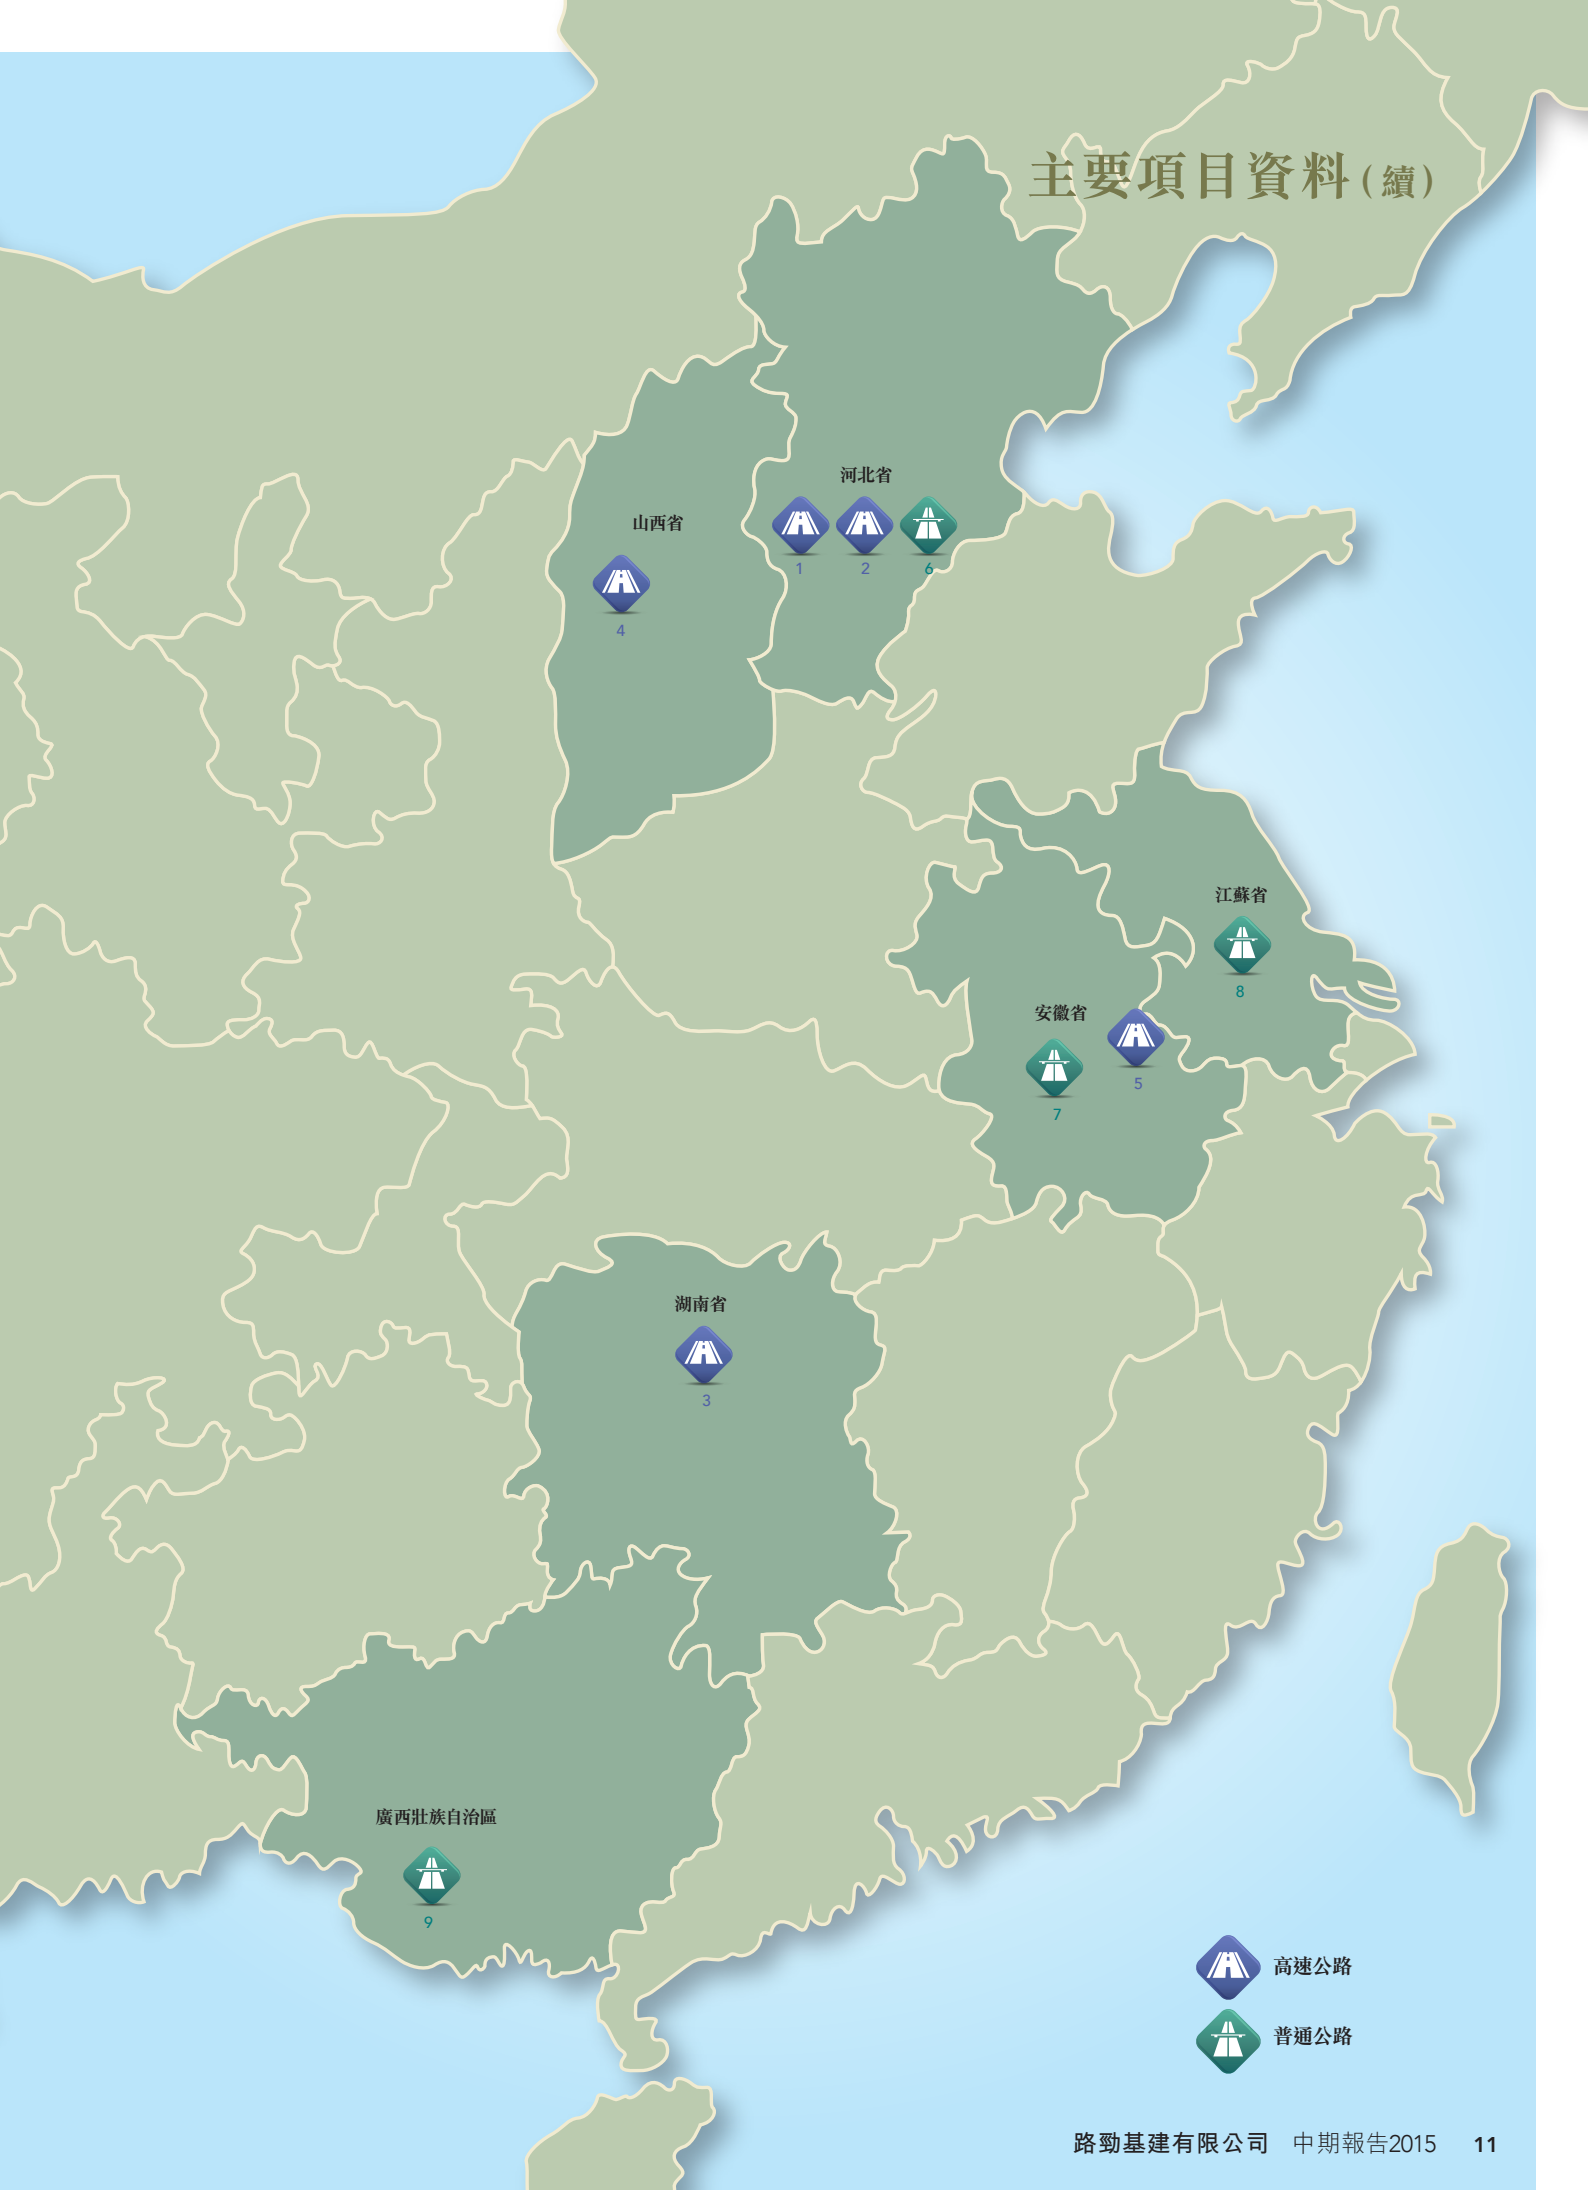 主要項目資料(續)
河北省
1 2 6
山西省
4
江蘇省
8
安徽省
5
7
湖南省
3
廣西壯族自治區
9
高速公路
普通公路
路勁基建有限公司 中期報告2015 11